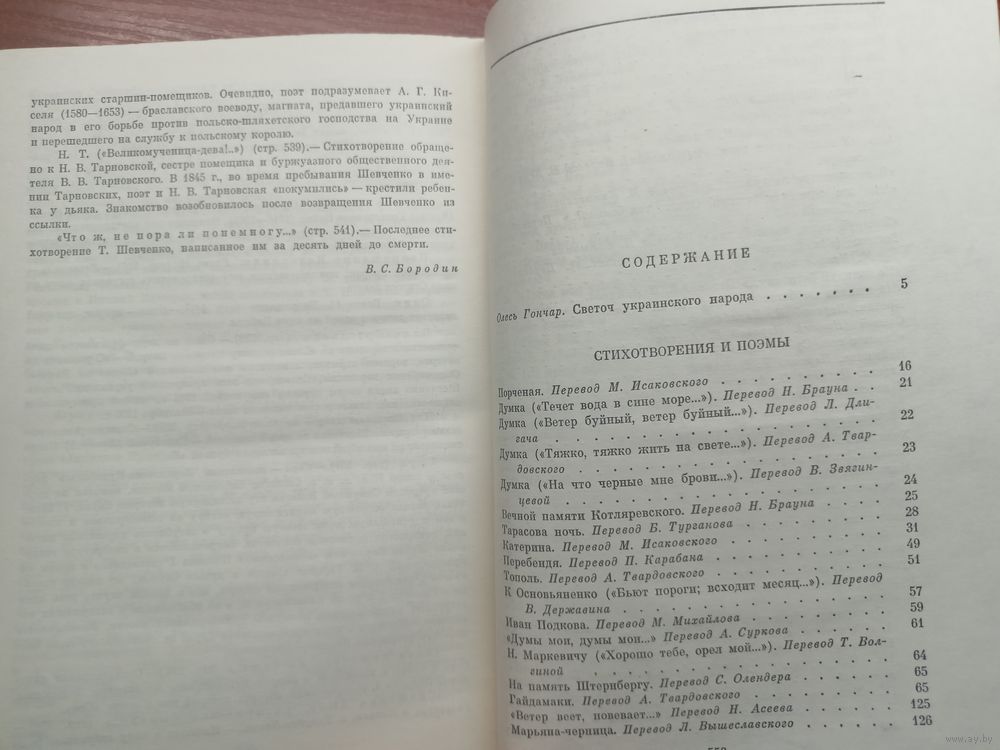 украинских старшин-помещиков. Очевидно, поэт подразумевает А. Г. Ки-
селя (1580—1653) — браславского воеводу, магната, предавшего украинский
народ в его борьбе против польско-шляхетского господства на Украине
и перешедшего на службу к польскому королю.
Н. Т. («Великомученица-дева!..») (стр. 539).— Стихотворение обраще-
но к Н. В. Тарновской, сестре помещика и буржуазного общественного дея-
теля В. В. Тарновского. В 1845 г., во время пребывания Шевченко в име-
нии Тарновских, поэт и Н. В. Тарновская «покумились» — крестили ребен-
ка у дьяка. Знакомство возобновилось после возвращения Шевченко из
ссылки.
«Что ж, не пора ли понемногу...» (стр. 541).— Последнее сти-
хотворение Т. Шевченко, написанное им за десять дней до смерти.
В. С. Бородин
СОДЕРЖАНИЕ
Олесь Гончар. Светоч украинского народа . . . . . . . 5
СТИХОТВОРЕНИЯ И ПОЭМЫ
Порченая. Перевод М. Исаковского . . . . . . . . . . 16
Думка («Течет вода в сине море...»). Перевод Н. Брауна . . 21
Думка («Ветер буйный, ветер буйный...»). Перевод Л. Дли-
гача . . . . . . . . . . . . . . . . 22
Думка («Тяжко, тяжко жить на свете...»). Перевод А. Твар-
довского . . . . . . . . . . . . . . . 23
Думка («На что черные мне брови...»). Перевод В. Звягин-
цевой . . . . . . . . . . . . . . . . 24
Вечной памяти Котляревского. Перевод Н. Брауна . . . . 25
Тарасова ночь. Перевод Б. Турганова . . . . . . . . 28
Катерина. Перевод М. Исаковского . . . . . . . . . 31
Перебендя. Перевод П. Карабана . . . . . . . . . . 49
Тополь. Перевод А. Твардовского . . . . . . . . . . 51
К Основьяненко («Бьют пороги; всходит месяц...»). Перевод
В. Державина . . . . . . . . . . . . . 57
Иван Подкова. Перевод М. Михайлова . . . . . . . . 59
«Думы мои, думы мои...» Перевод А. Суркова . . . . . 61
Н. Маркевичу («Хорошо тебе, орел мой...»). Перевод Т. Вол-
гиной . . . . . . . . . . . . . . . 64
На память Штернбергу. Перевод С. Олендера . . . . . 65
Гайдамаки. Перевод А. Твардовского . . . . . . . . 65
«Ветер веет, повевает...» Перевод Н. Асеева . . . . . . 125
Марьяна-черница. Перевод Л. Вышеславского . . . . . 126
www.ay.by